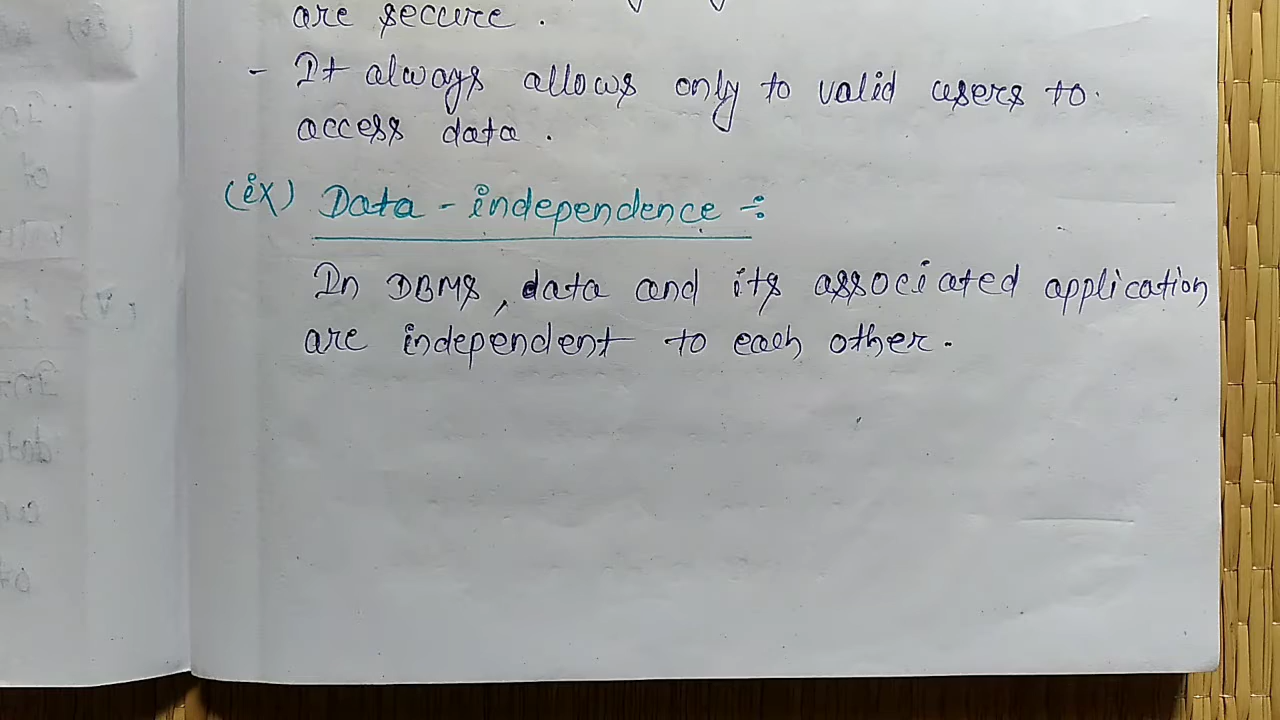 are secure.
- It always allows only to valid users to
access data.
(ix) Data-independence ÷
In DBMS, data and its associated application
are independent to each other.